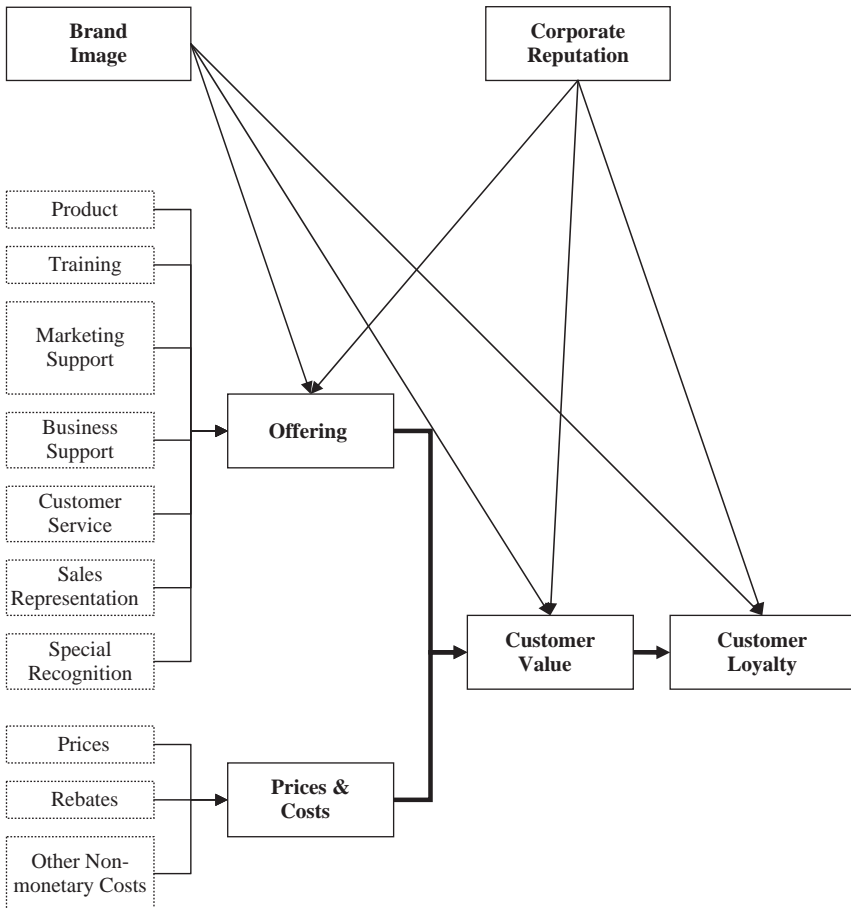 Brand
Image
Corporate
Reputation
Product
Training
Marketing
Support
Business
Support
Customer
Service
Sales
Representation
Special
Recognition
Offering
Customer
Value
Customer
Loyalty
Prices
Rebates
Other Non-
monetary Costs
Prices &
Costs